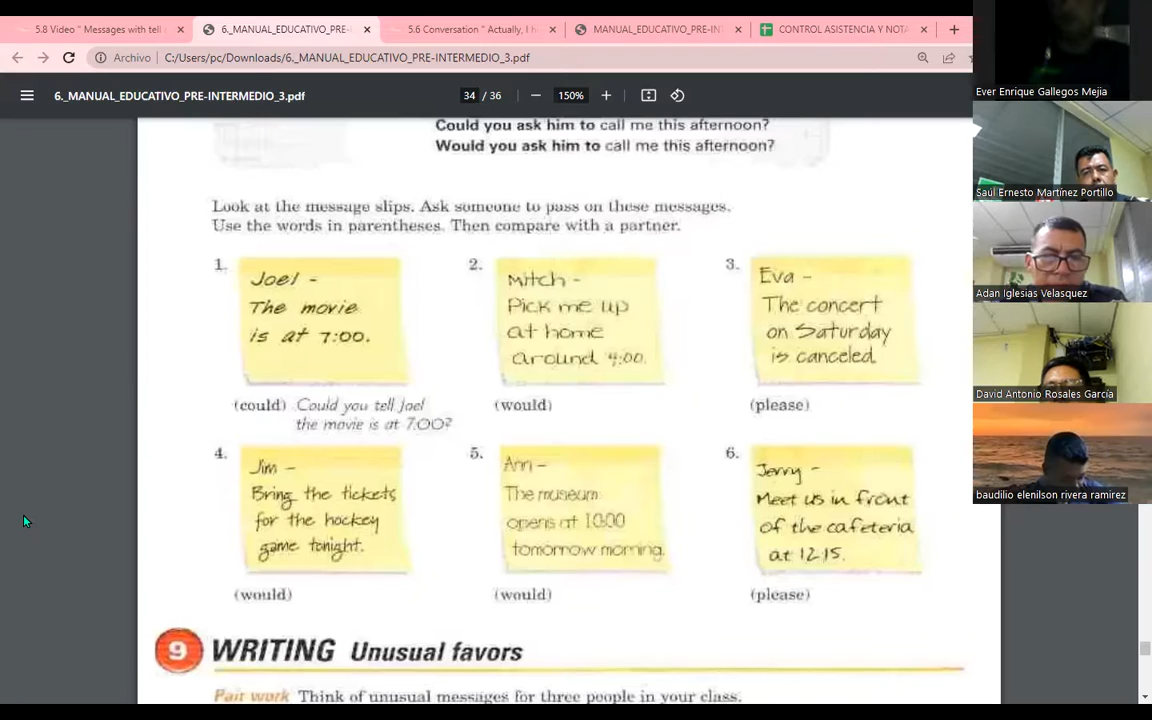 5.8 Video " Messages with tell
6._MANUAL_EDUCATIVO_PRE-
5.6 Conversation " Actually, I
MANUAL_EDUCATIVO_PRE-INT
CONTROL ASISTENCIA Y NOTA
Archivo
C:/Users/pc/Downloads/6._MANUAL_EDUCATIVO_PRE-INTERMEDIO_3.pdf
6._MANUAL_EDUCATIVO_PRE-INTERMEDIO_3.pdf
34 / 36
150%
Could you ask him to call me this afternoon?
Would you ask him to call me this afternoon?
Look at the message slips. Ask someone to pass on these messages.
Use the words in parentheses. Then compare with a partner.
1.
Joel -
The movie
is at 7:00.
(could) Could you tell Joel
the movie is at 7:00?
2.
Mitch -
Pick me up
at home
around 4:00.
(would)
3.
Eva -
The concert
on Saturday
is canceled.
(please)
4.
Jim -
Bring the tickets
for the hockey
game tonight.
(would)
5.
Ann -
The museum
opens at 10:00
tomorrow morning.
(would)
6.
Jerry -
Meet us in front
of the cafeteria
at 12:15.
(please)
9 WRITING Unusual favors
Pair work Think of unusual messages for three people in your class.
Ever Enrique Gallegos Mejia
Saúl Ernesto Martínez Portillo
Adan Iglesias Velasquez
David Antonio Rosales García
baudilio elenilson rivera ramirez